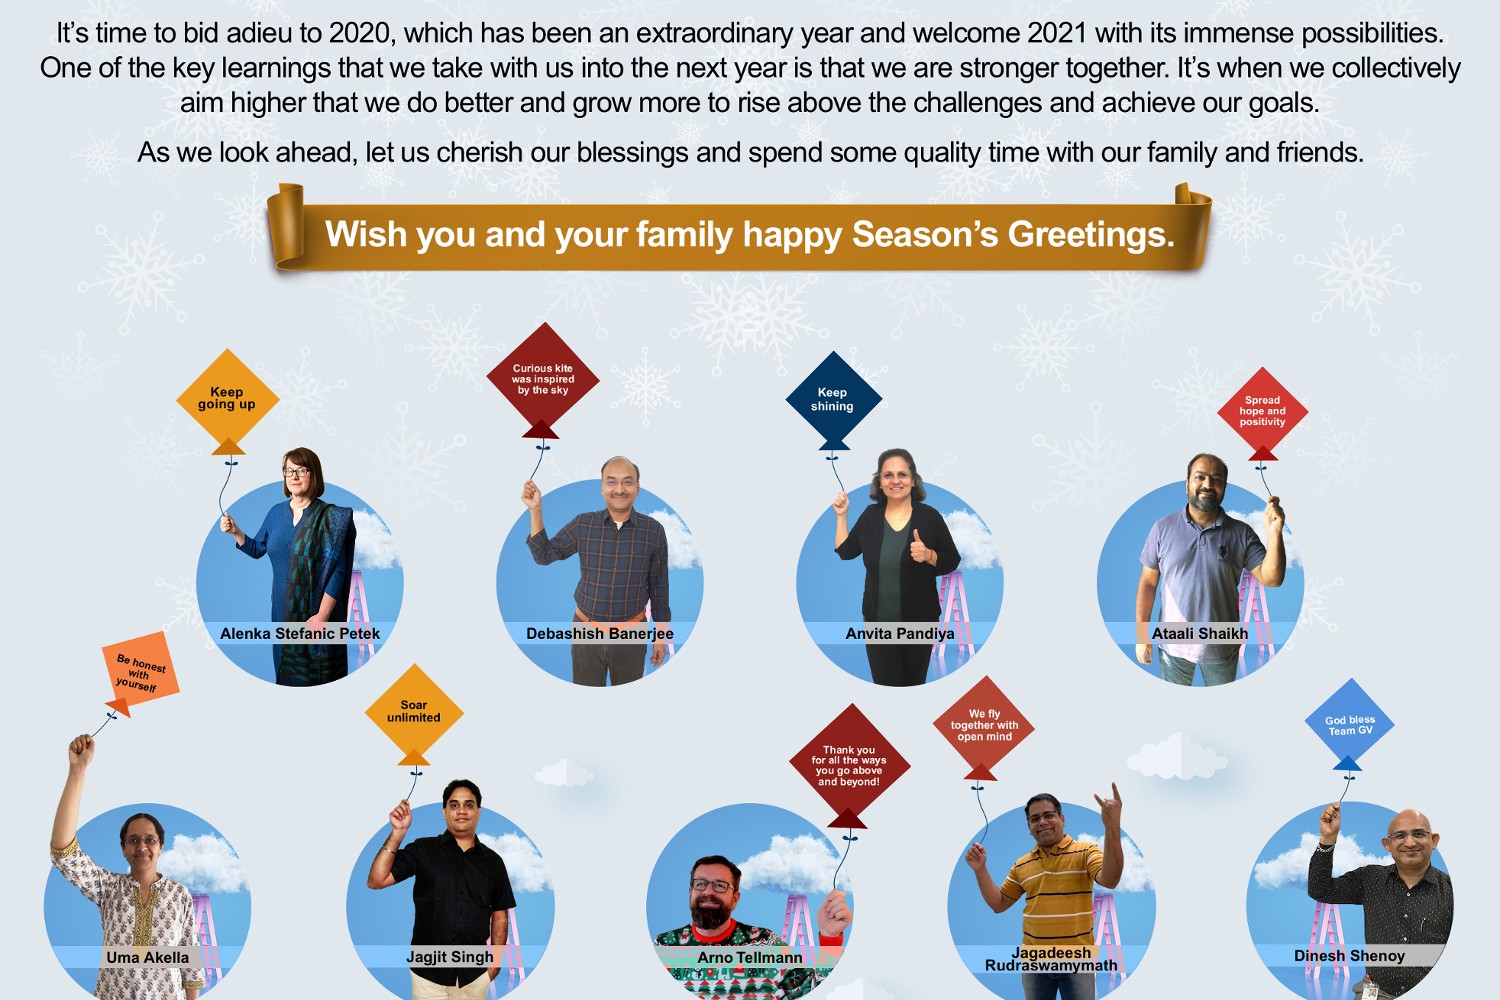 It's time to bid adieu to 2020, which has been an extraordinary year and welcome 2021 with its immense possibilities.
One of the key learnings that we take with us into the next year is that we are stronger together. It's when we collectively
aim higher that we do better and grow more to rise above the challenges and achieve our goals.
As we look ahead, let us cherish our blessings and spend some quality time with our family and friends.
Wish you and your family happy Season's Greetings.
Keep
going up
Alenka Stefanic Petek
Curious kite
was inspired
by the sky
Debashish Banerjee
Keep
shining
Anvita Pandiya
Spread
hope and
positivity
Ataali Shaikh
Be honest
with
yourself
Uma Akella
Soar
unlimited
Jagjit Singh
Thank you
for all the ways
you go above
and beyond!
Arno Tellmann
We fly
together with
open mind
Jagadeesh
Rudraswamymath
God bless
Team GV
Dinesh Shenoy